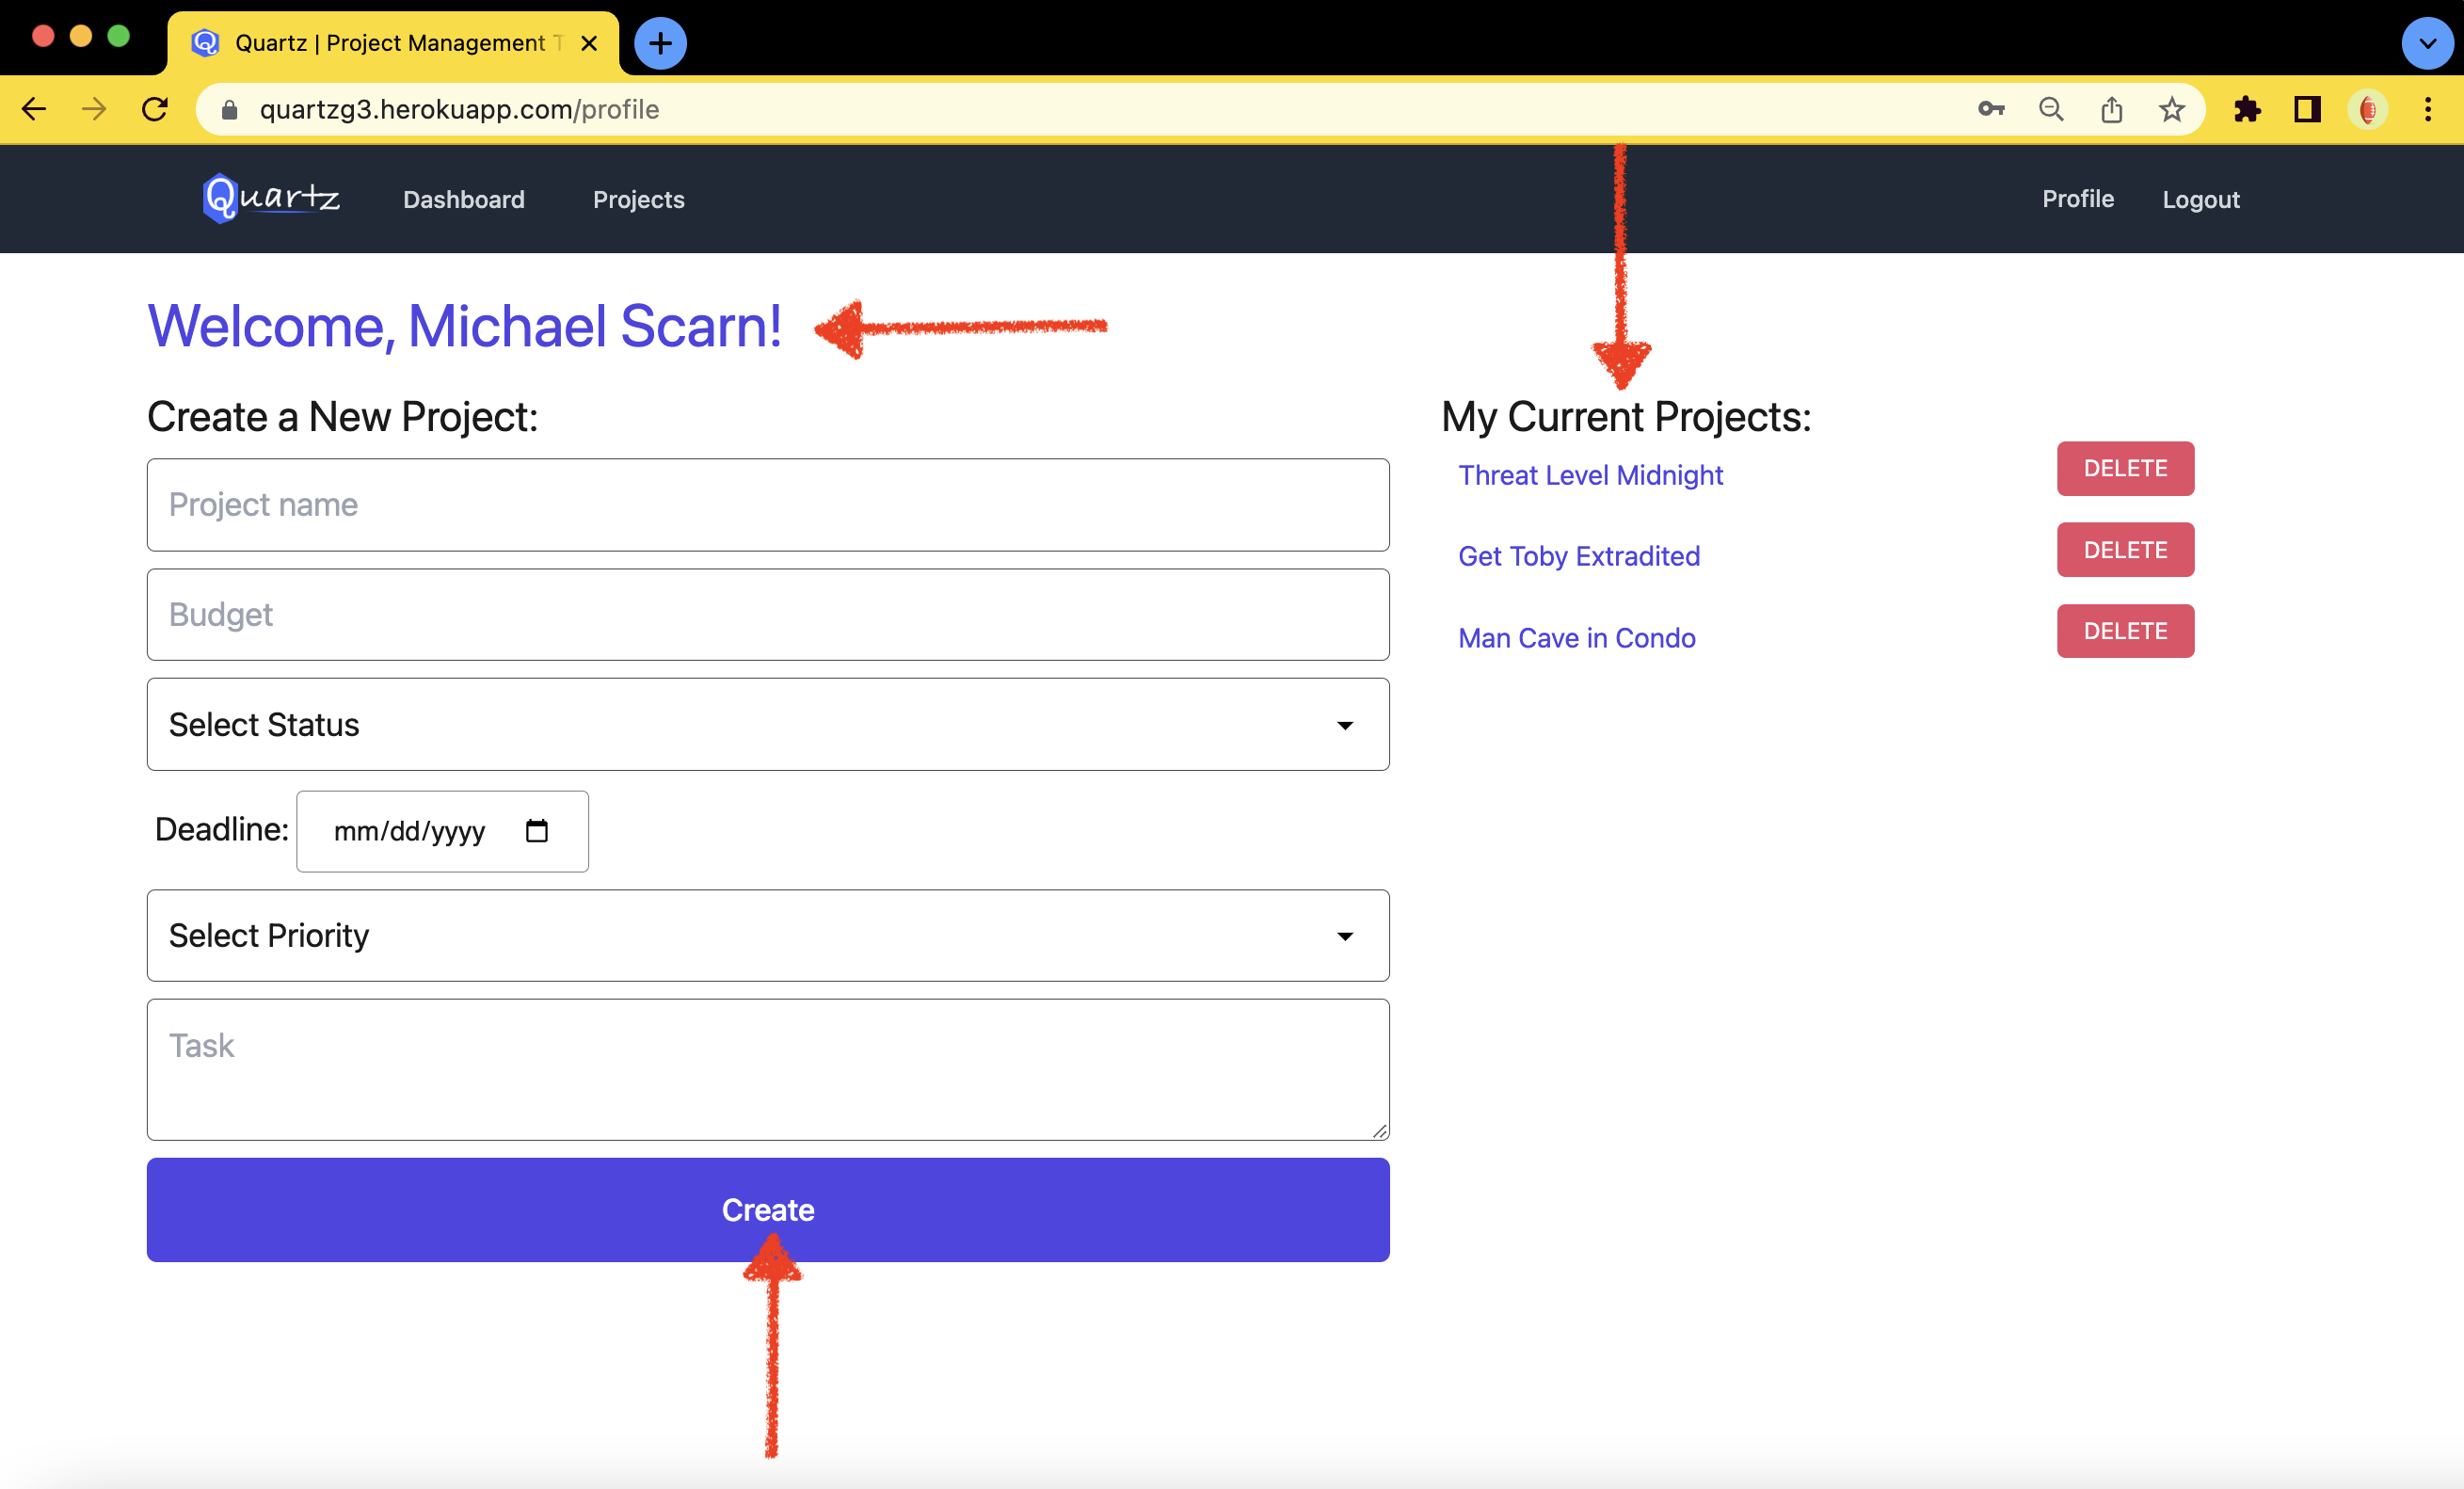 Quartz | Project Management T
quartzg3.herokuapp.com/profile
Quartz Dashboard Projects Profile Logout
Welcome, Michael Scarn!
Create a New Project:
Project name
Budget
Select Status
Deadline: mm/dd/yyyy
Select Priority
Task
Create
My Current Projects:
Threat Level Midnight DELETE
Get Toby Extradited DELETE
Man Cave in Condo DELETE